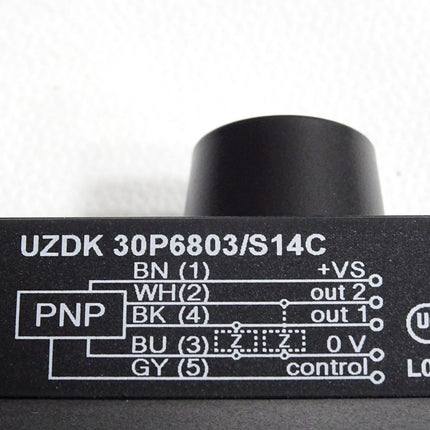 UZDK 30P6803/S14C
BN (1) +VS
WH(2) out 2
PNP BK (4) out 1
BU (3) Z Z 0 V
GY (5) control